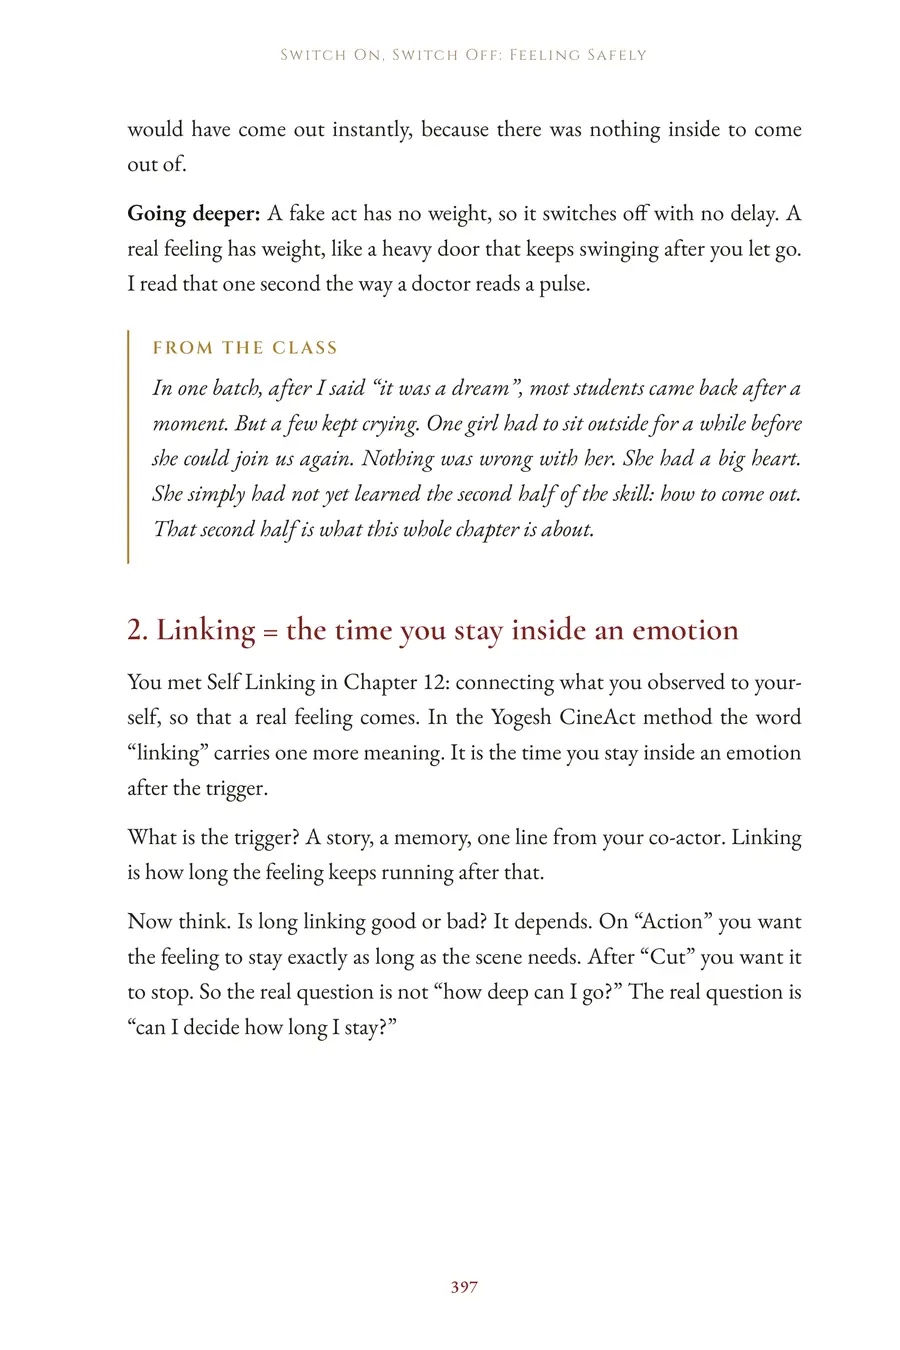 Switch On, Switch Off: Feeling Safely
would have come out instantly, because there was nothing inside to come
out of.
Going deeper: A fake act has no weight, so it switches off with no delay. A
real feeling has weight, like a heavy door that keeps swinging after you let go.
I read that one second the way a doctor reads a pulse.
FROM THE CLASS
In one batch, after I said “it was a dream”, most students came back after a
moment. But a few kept crying. One girl had to sit outside for a while before
she could join us again. Nothing was wrong with her. She had a big heart.
She simply had not yet learned the second half of the skill: how to come out.
That second half is what this whole chapter is about.
2. Linking = the time you stay inside an emotion
You met Self Linking in Chapter 12: connecting what you observed to your-
self, so that a real feeling comes. In the Yogesh CineAct method the word
“linking” carries one more meaning. It is the time you stay inside an emotion
after the trigger.
What is the trigger? A story, a memory, one line from your co-actor. Linking
is how long the feeling keeps running after that.
Now think. Is long linking good or bad? It depends. On “Action” you want
the feeling to stay exactly as long as the scene needs. After “Cut” you want it
to stop. So the real question is not “how deep can I go?” The real question is
“can I decide how long I stay?”
397